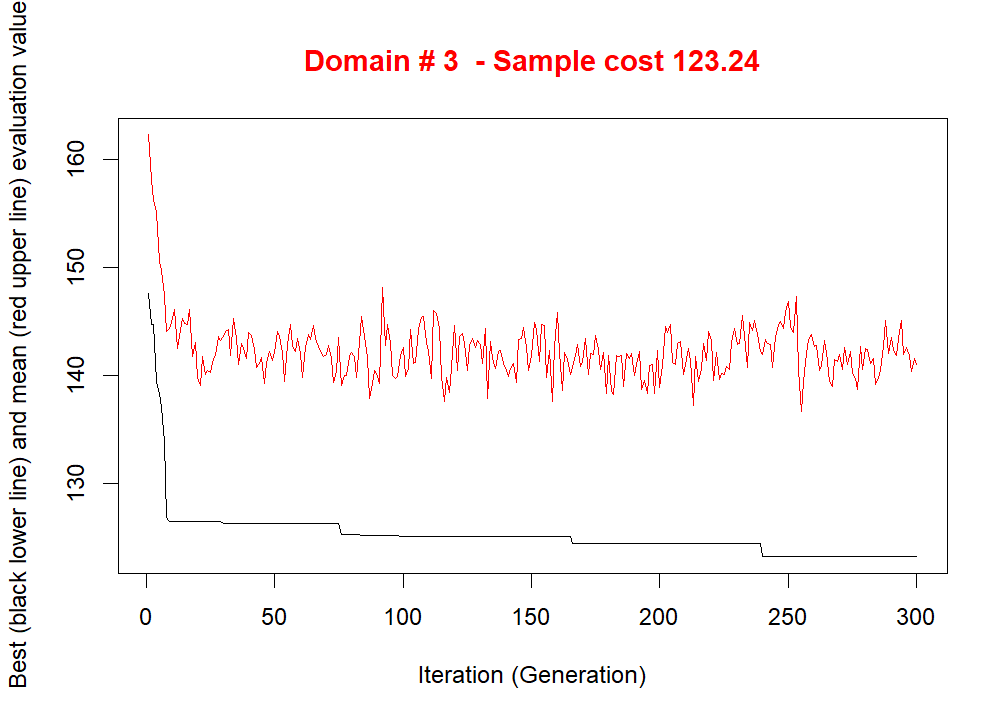 Domain # 3  - Sample cost 123.24
Best (black lower line) and mean (red upper line) evaluation value
160
150
140
130
0 50 100 150 200 250 300
Iteration (Generation)